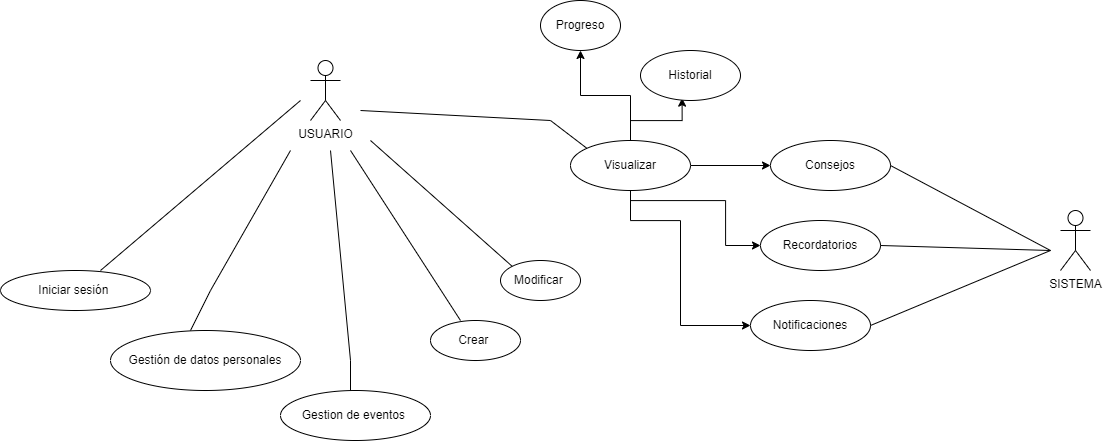 Progreso
Historial
USUARIO
Visualizar
Consejos
Recordatorios
SISTEMA
Modificar
Iniciar sesión
Notificaciones
Crear
Gestión de datos personales
Gestion de eventos